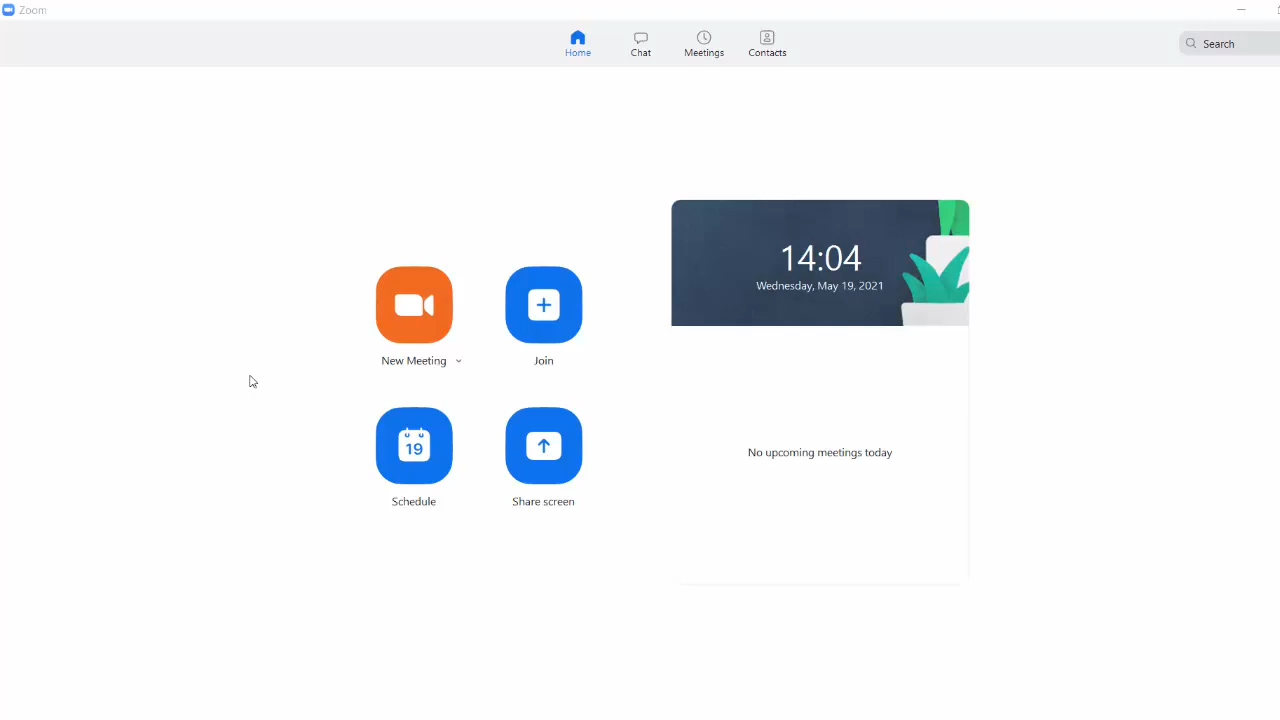 Zoom
Home
Chat
Meetings
Contacts
Search
14:04
Wednesday, May 19, 2021
New Meeting
Join
19
Schedule
Share screen
No upcoming meetings today